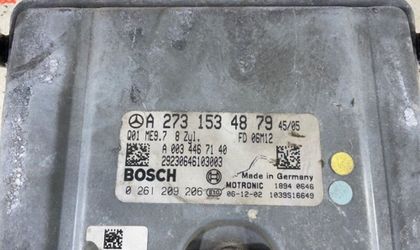 A 273 153 48 79 45/05
Q01 ME9.7 8 Zyl. FD 06M12
A 003 446 71 40
29230646103003
BOSCH Made in Germany
MOTRONIC 1894 0646
0 261 209 206 06-12-02 1039S16649